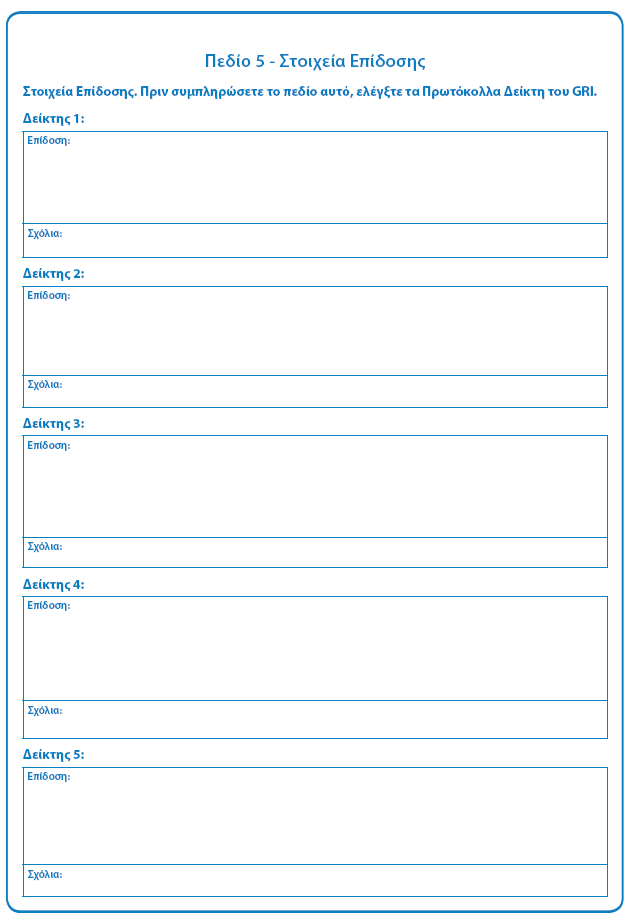 Πεδίο 5 - Στοιχεία Επίδοσης
Στοιχεία Επίδοσης. Πριν συμπληρώσετε το πεδίο αυτό, ελέγξτε τα Πρωτόκολλα Δείκτη του GRI.
Δείκτης 1:
Επίδοση:
Σχόλια:
Δείκτης 2:
Επίδοση:
Σχόλια:
Δείκτης 3:
Επίδοση:
Σχόλια:
Δείκτης 4:
Επίδοση:
Σχόλια:
Δείκτης 5:
Επίδοση:
Σχόλια: